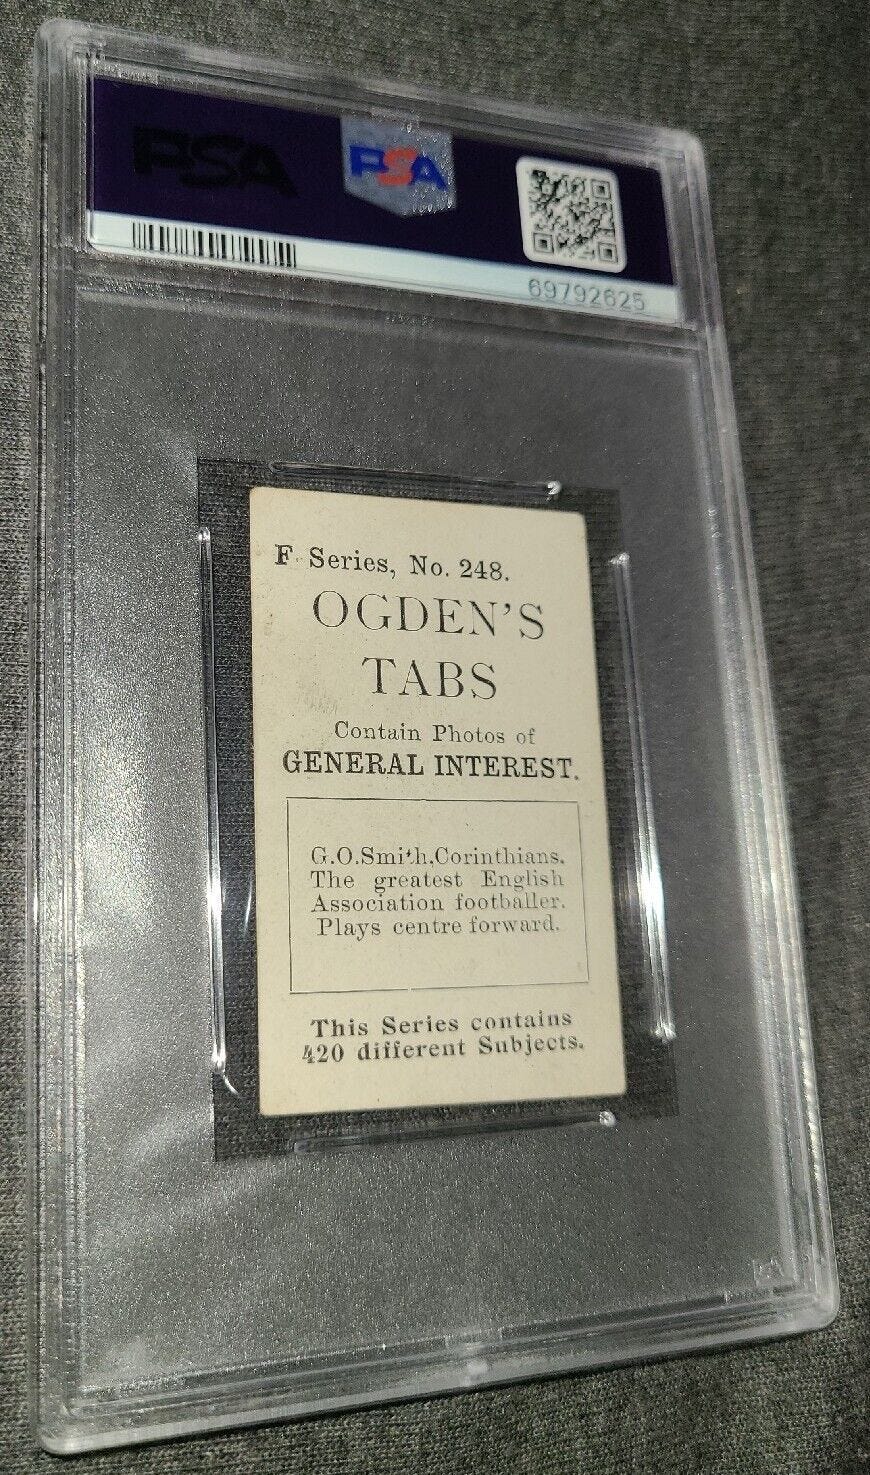 PSA PSA
69792625
F. Series, No. 248.
OGDEN'S
TABS
Contain Photos of
GENERAL INTEREST.
G.O.Smith,Corinthians.
The greatest English
Association footballer.
Plays centre forward.
This Series contains
420 different Subjects.